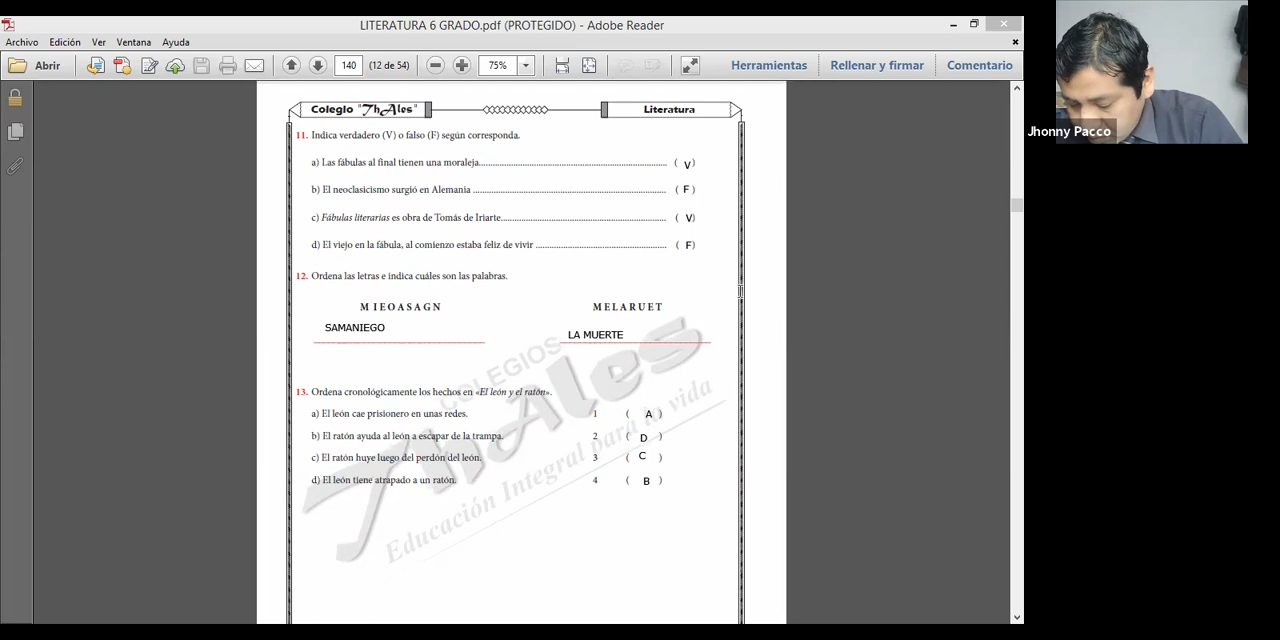 LITERATURA 6 GRADO.pdf (PROTEGIDO) - Adobe Reader
Archivo Edición Ver Ventana Ayuda
Abrir 140 (12 de 54) 75% Herramientas Rellenar y firmar Comentario
Colegio "ThAles" Literatura
11. Indica verdadero (V) o falso (F) según corresponda.
a) Las fábulas al final tienen una moraleja. ( V )
b) El neoclasicismo surgió en Alemania ( F )
c) Fábulas literarias es obra de Tomás de Iriarte. ( V )
d) El viejo en la fábula, al comienzo estaba feliz de vivir ( F )
12. Ordena las letras e indica cuáles son las palabras.
MIEOASAGN MELARUET
SAMANIEGO LA MUERTE
13. Ordena cronológicamente los hechos en «El león y el ratón».
a) El león cae prisionero en unas redes. 1 ( A )
b) El ratón ayuda al león a escapar de la trampa. 2 ( D )
c) El ratón huye luego del perdón del león. 3 ( C )
d) El león tiene atrapado a un ratón. 4 ( B )
COLEGIOS
ThAles
Educación Integral para la vida
Jhonny Pacco